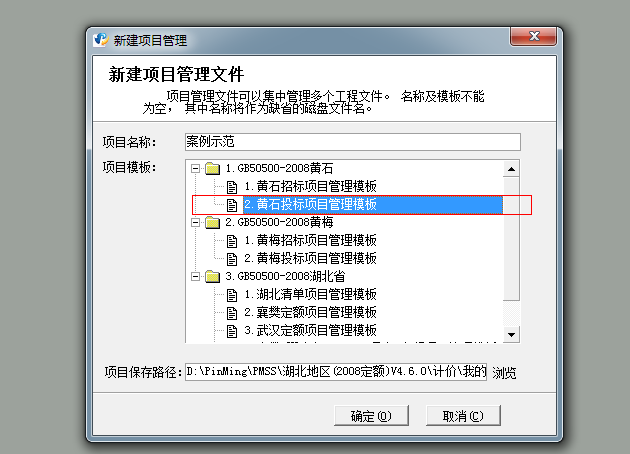 新建项目管理
新建项目管理文件
项目管理文件可以集中管理多个工程文件。 名称及模板不能
为空， 其中名称将作为缺省的磁盘文件名。
项目名称: 案例示范
项目模板:
1.GB50500-2008黄石
1.黄石招标项目管理模板
2.黄石投标项目管理模板
2.GB50500-2008黄梅
1.黄梅招标项目管理模板
2.黄梅投标项目管理模板
3.GB50500-2008湖北省
1.湖北清单项目管理模板
2.襄樊定额项目管理模板
3.武汉定额项目管理模板
项目保存路径: D:\PinMing\PMSS\湖北地区(2008定额)V4.6.0\计价\我的 浏览
确定(O) 取消(C)